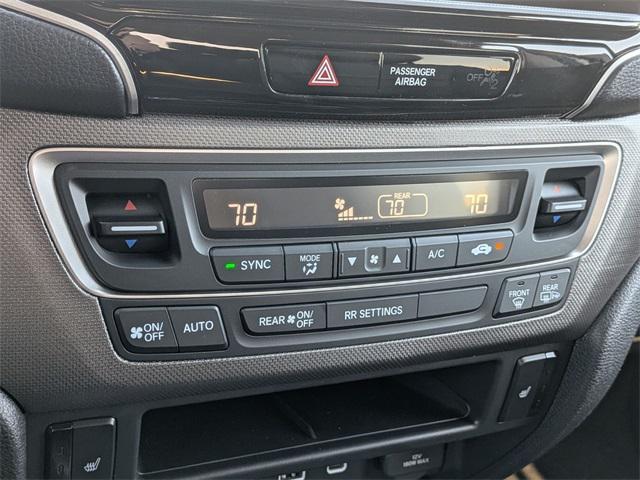 PASSENGER
AIRBAG
OFF
2
REAR
70
70
70
SYNC
MODE
A/C
FRONT
REAR
ON/
OFF
AUTO
REAR ON/
OFF
RR SETTINGS
12V
180W MAX